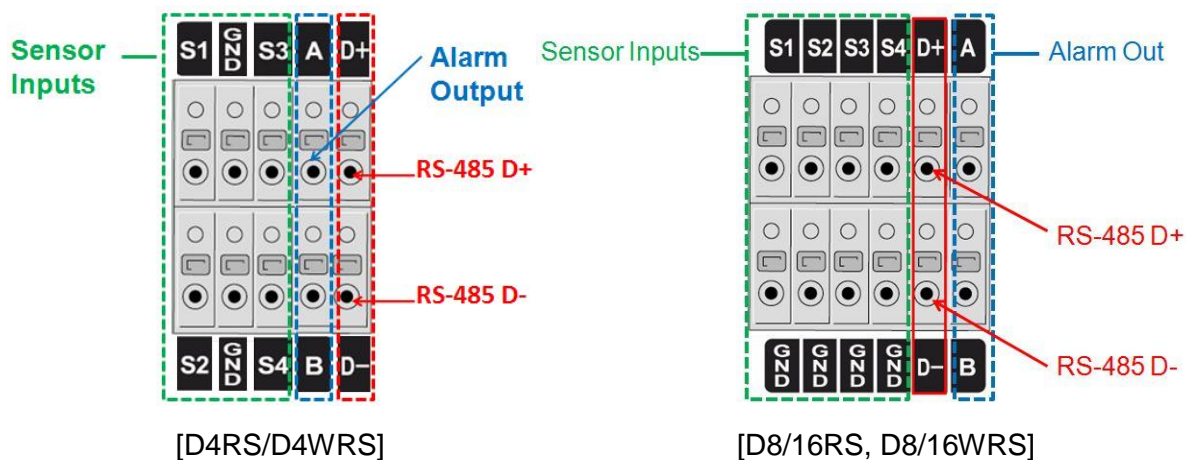 Sensor Inputs
S1 GND S3 A D+
Alarm Output
RS-485 D+
RS-485 D-
S2 GND S4 B D–
[D4RS/D4WRS]
Sensor Inputs
S1 S2 S3 S4 D+ A
Alarm Out
RS-485 D+
RS-485 D-
GND GND GND GND D– B
[D8/16RS, D8/16WRS]